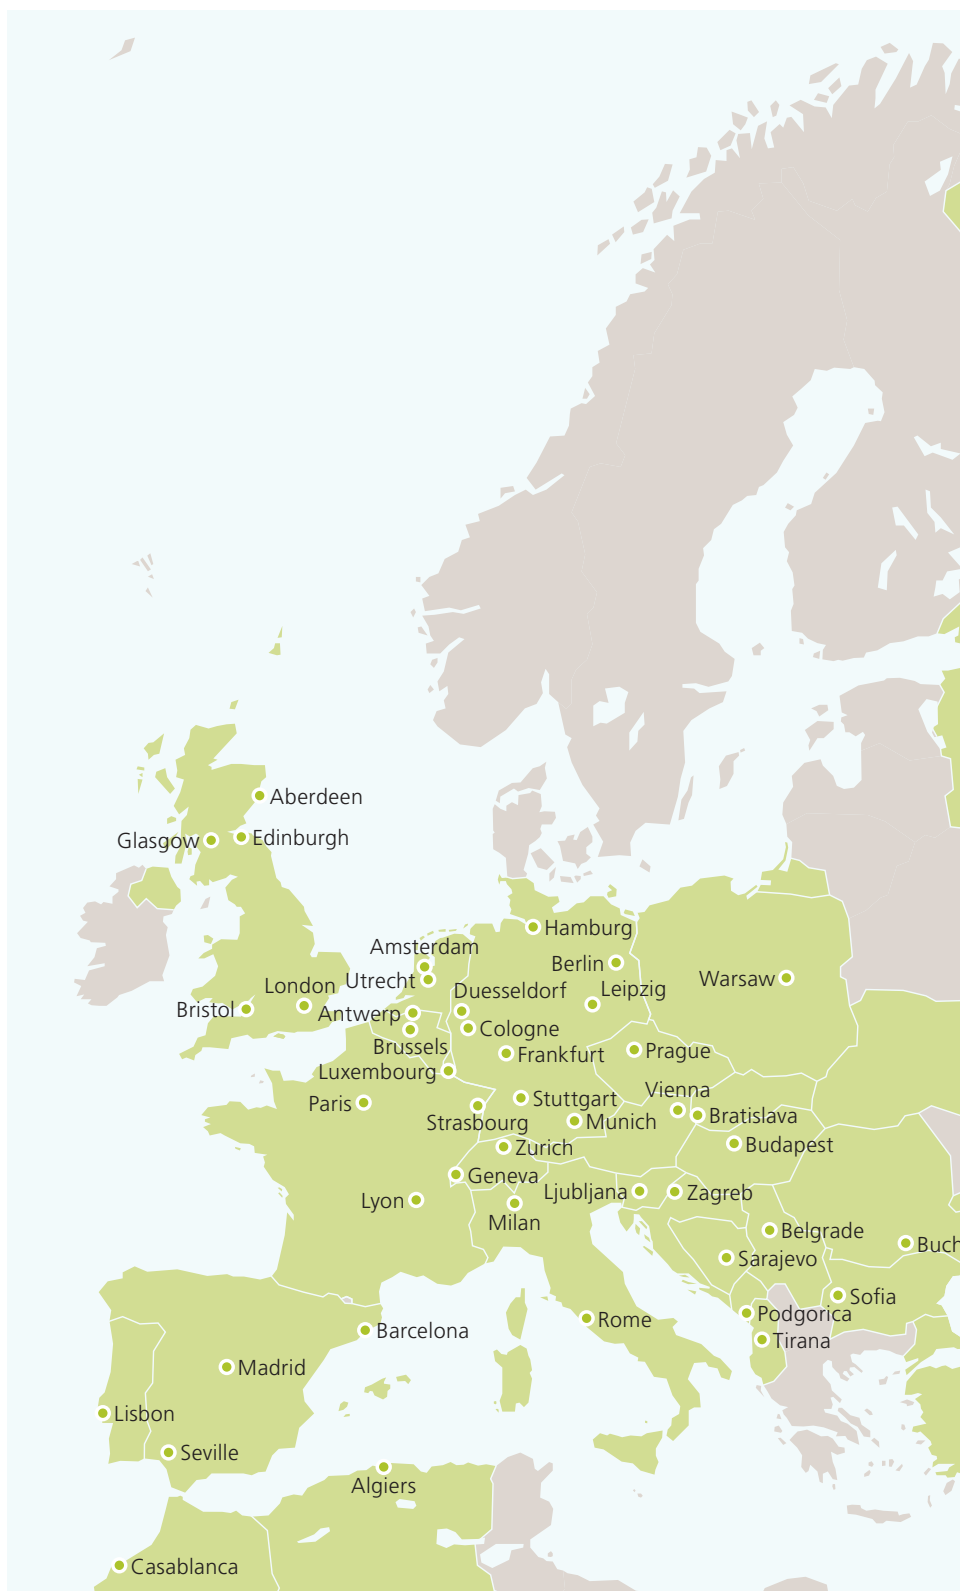 Aberdeen
Glasgow
Edinburgh
Hamburg
Amsterdam
Berlin
Utrecht
Warsaw
London
Duesseldorf
Leipzig
Bristol
Antwerp
Cologne
Brussels
Frankfurt
Prague
Luxembourg
Vienna
Paris
Stuttgart
Strasbourg
Munich
Bratislava
Zurich
Budapest
Geneva
Lyon
Ljubljana
Zagreb
Milan
Belgrade
Buch
Sarajevo
Sofia
Rome
Podgorica
Barcelona
Tirana
Madrid
Lisbon
Seville
Algiers
Casablanca